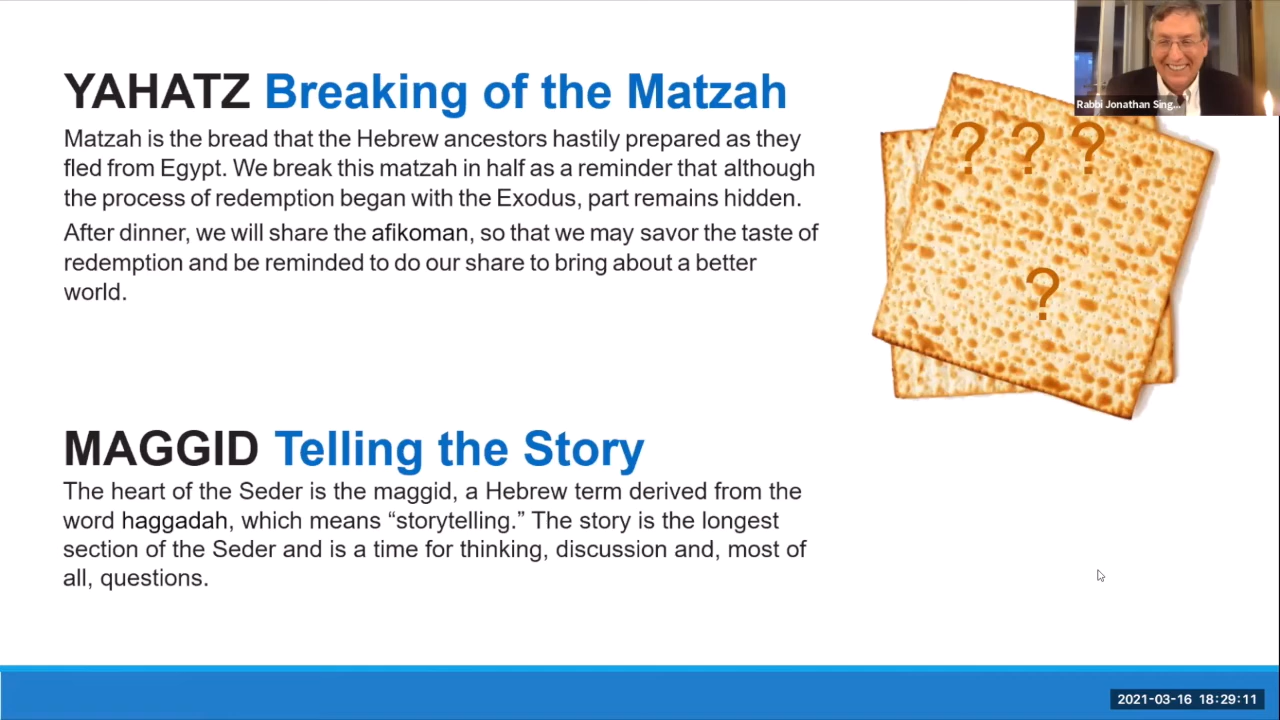 YAHATZ Breaking of the Matzah
Matzah is the bread that the Hebrew ancestors hastily prepared as they
fled from Egypt. We break this matzah in half as a reminder that although
the process of redemption began with the Exodus, part remains hidden.
After dinner, we will share the afikoman, so that we may savor the taste of
redemption and be reminded to do our share to bring about a better
world.
? ? ?
?
Rabbi Jonathan Sing...
MAGGID Telling the Story
The heart of the Seder is the maggid, a Hebrew term derived from the
word haggadah, which means “storytelling.” The story is the longest
section of the Seder and is a time for thinking, discussion and, most of
all, questions.
2021-03-16 18:29:11